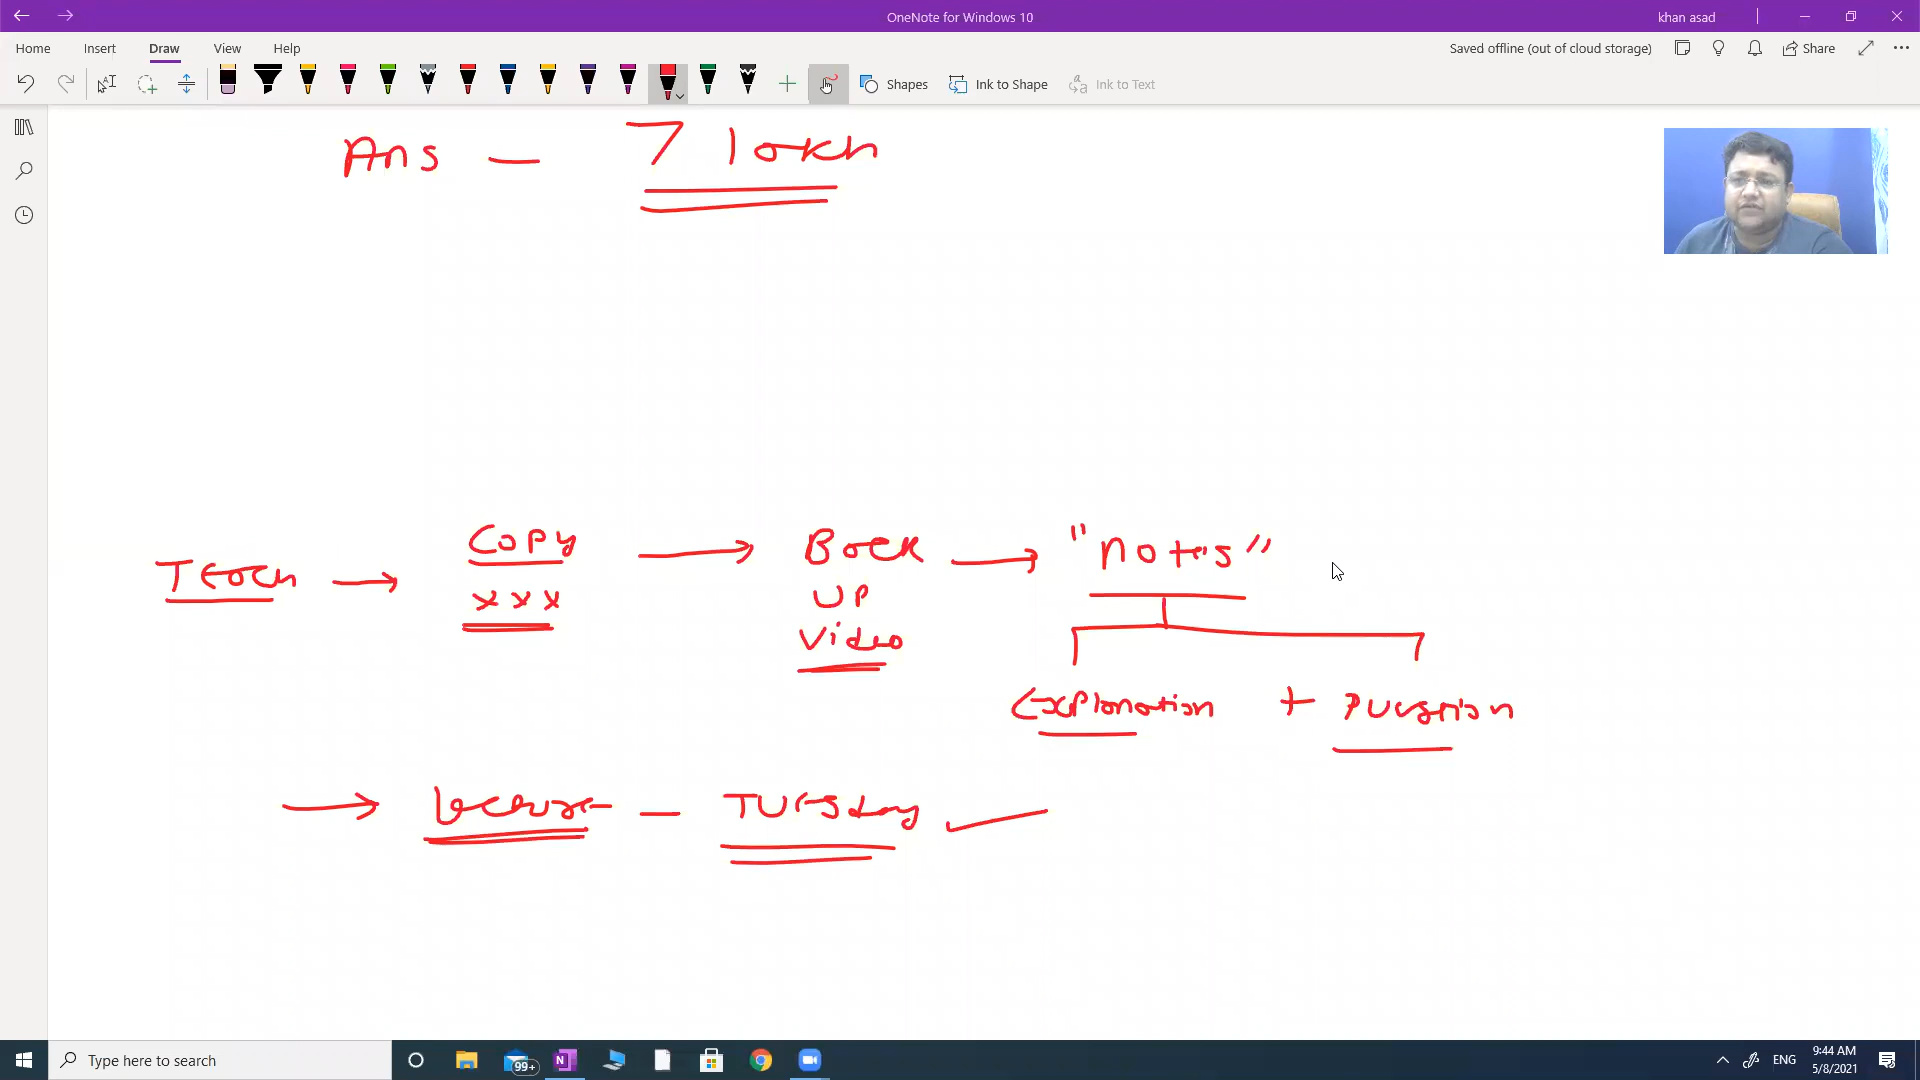 OneNote for Windows 10
khan asad
Home Insert Draw View Help
Saved offline (out of cloud storage)
Share
Shapes
Ink to Shape
Ink to Text
Ans — 7 lakh
Teach → Copy → Back → "notes"
xxx UP
Video
Explanation + Question
→ Lecture — Tuesday
Type here to search
99+
N
ENG
9:44 AM
5/8/2021